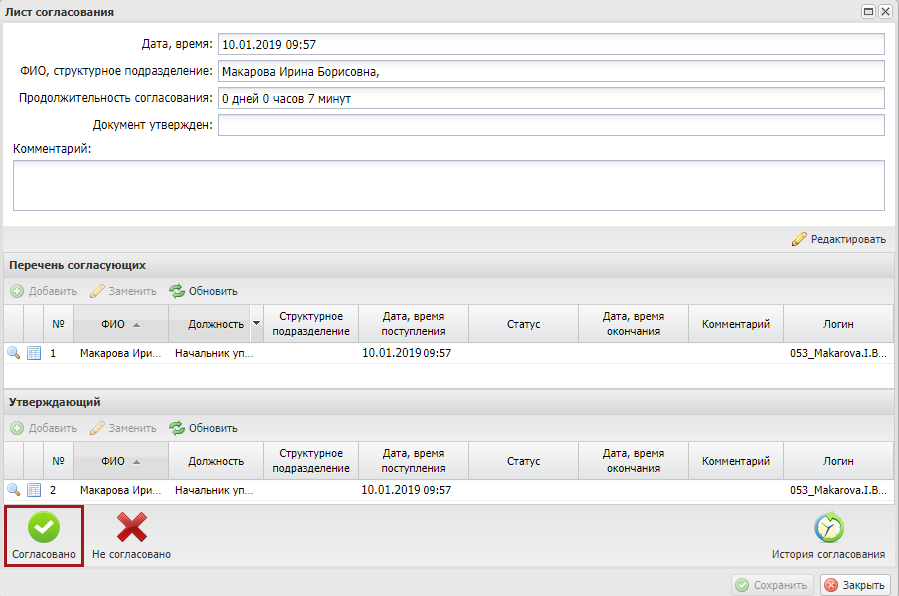 Лист согласования
Дата, время: 10.01.2019 09:57
ФИО, структурное подразделение: Макарова Ирина Борисовна,
Продолжительность согласования: 0 дней 0 часов 7 минут
Документ утвержден:
Комментарий:
Редактировать
Перечень согласующих
Добавить Заменить Обновить
№ ФИО Должность Структурное подразделение Дата, время поступления Статус Дата, время окончания Комментарий Логин
1 Макарова Ири... Начальник уп... 10.01.2019 09:57 053_Makarova.I.B...
Утверждающий
Добавить Заменить Обновить
№ ФИО Должность Структурное подразделение Дата, время поступления Статус Дата, время окончания Комментарий Логин
2 Макарова Ири... Начальник уп... 10.01.2019 09:57 053_Makarova.I.B...
Согласовано Не согласовано История согласования
Сохранить Закрыть